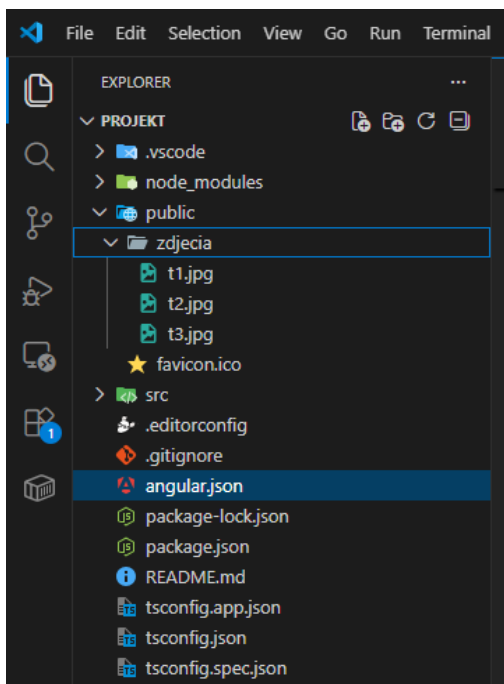 File Edit Selection View Go Run Terminal
EXPLORER
PROJEKT
.vscode
node_modules
public
zdjecia
t1.jpg
t2.jpg
t3.jpg
favicon.ico
src
.editorconfig
.gitignore
angular.json
package-lock.json
package.json
README.md
tsconfig.app.json
tsconfig.json
tsconfig.spec.json
1